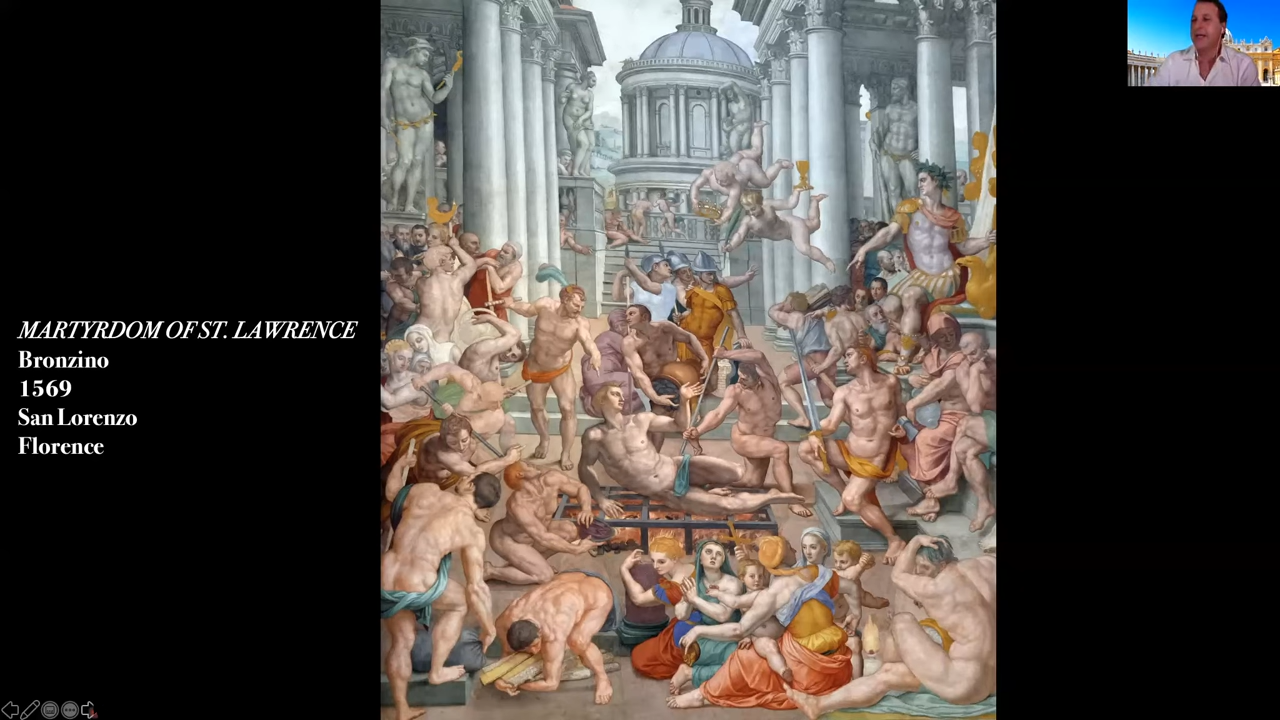 MARTYRDOM OF ST. LAWRENCE
Bronzino
1569
San Lorenzo
Florence